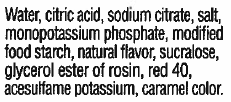 Water, citric acid, sodium citrate, salt,
monopotassium phosphate, modified
food starch, natural flavor, sucralose,
glycerol ester of rosin, red 40,
acesulfame potassium, caramel color.